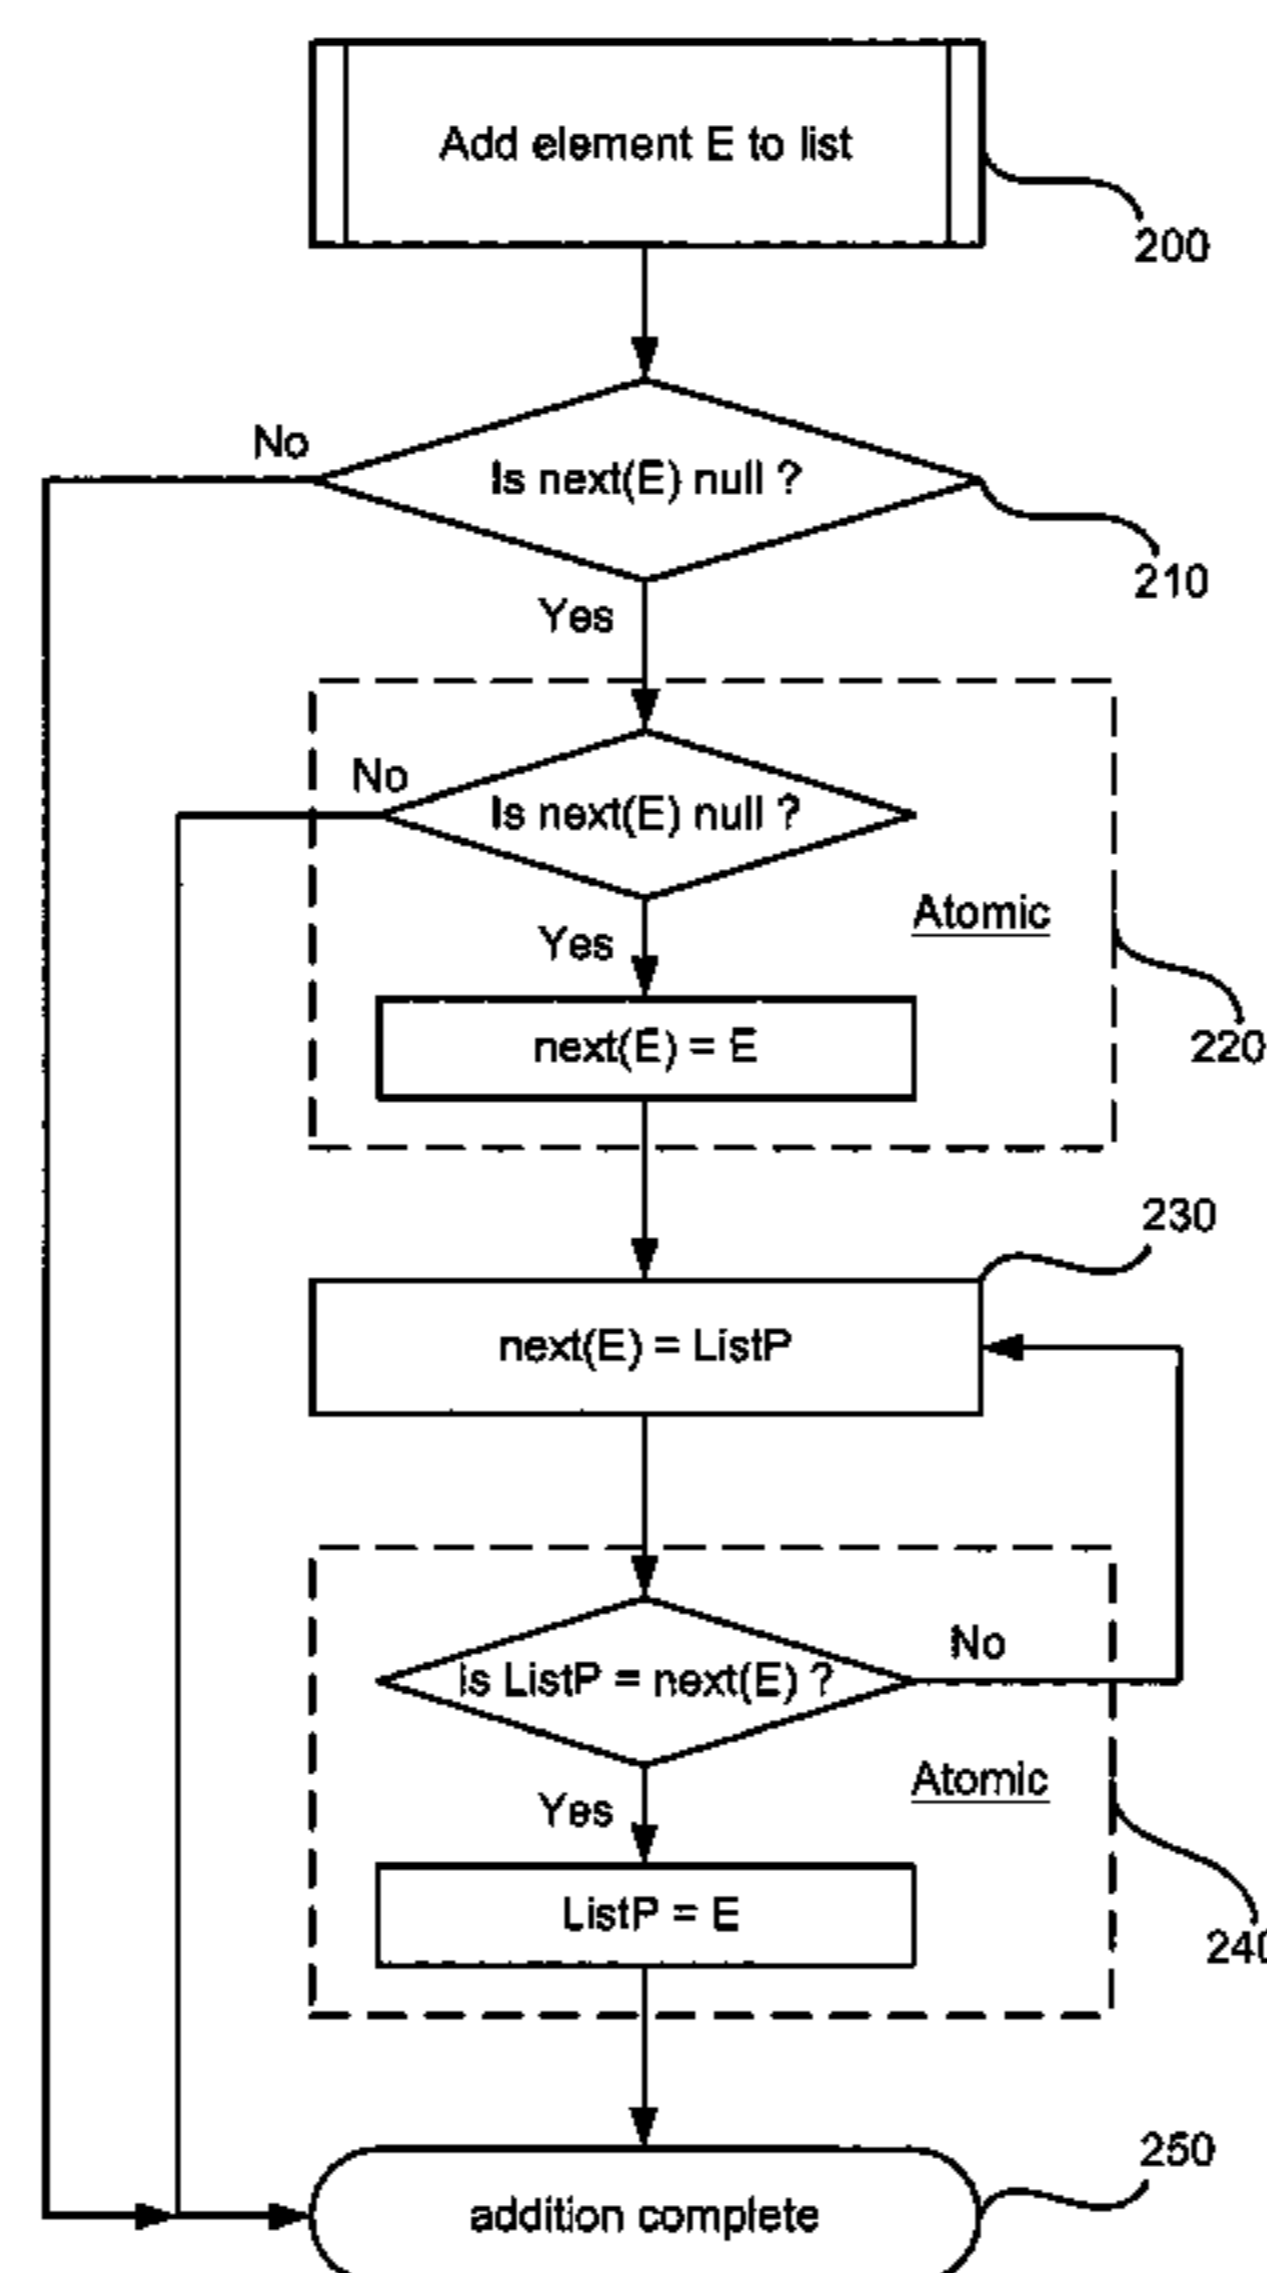 Add element E to list
200
No
Is next(E) null ?
210
Yes
No
Is next(E) null ?
Atomic
Yes
next(E) = E
220
230
next(E) = ListP
No
Is ListP = next(E) ?
Atomic
Yes
ListP = E
240
250
addition complete